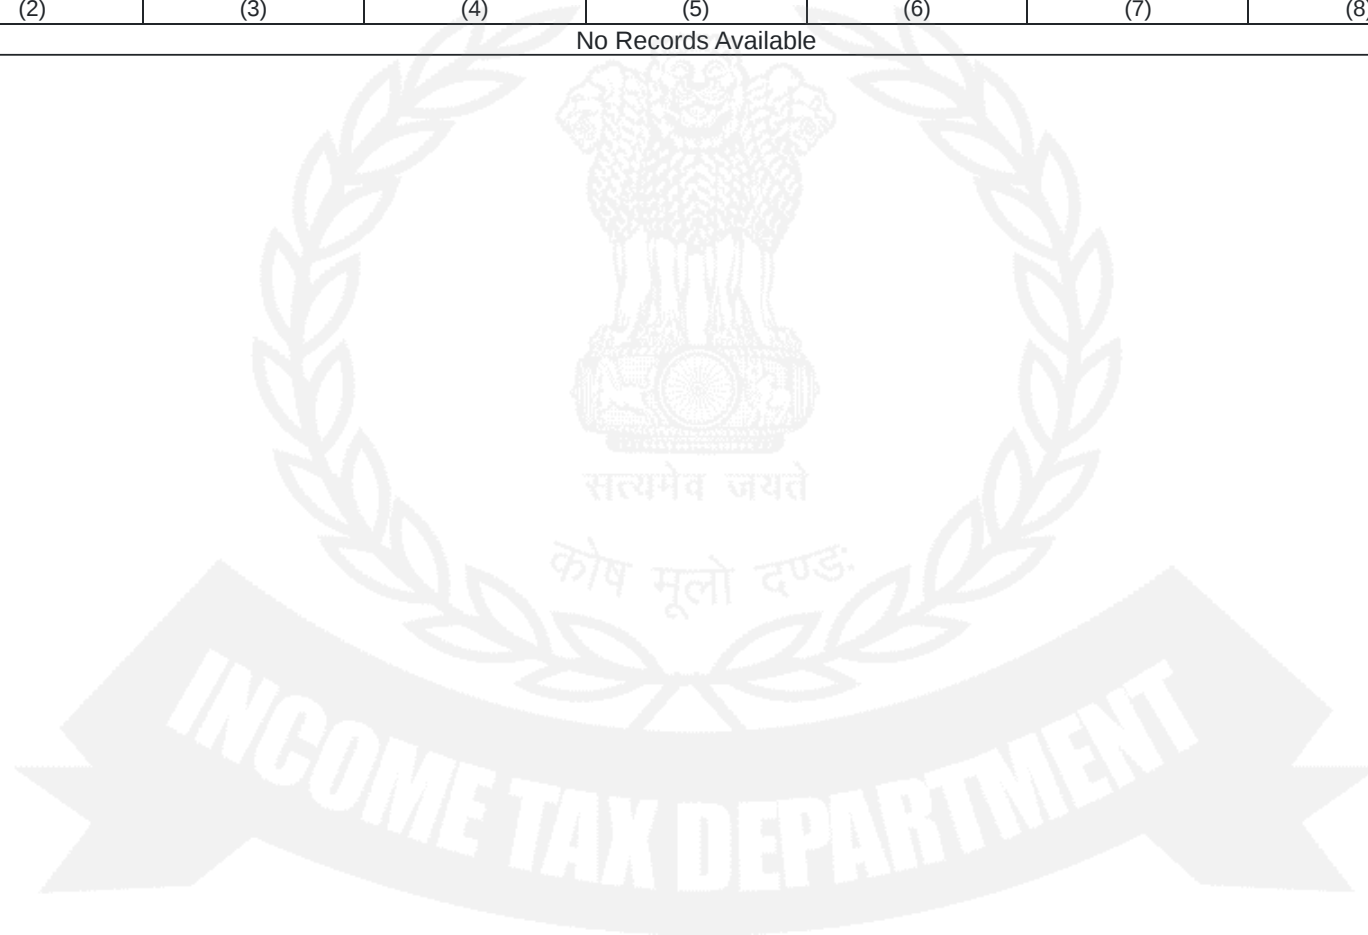 (2) (3) (4) (5) (6) (7) (8)
No Records Available
सत्यमेव जयते
कोष मूलो दण्डः
INCOME TAX DEPARTMENT